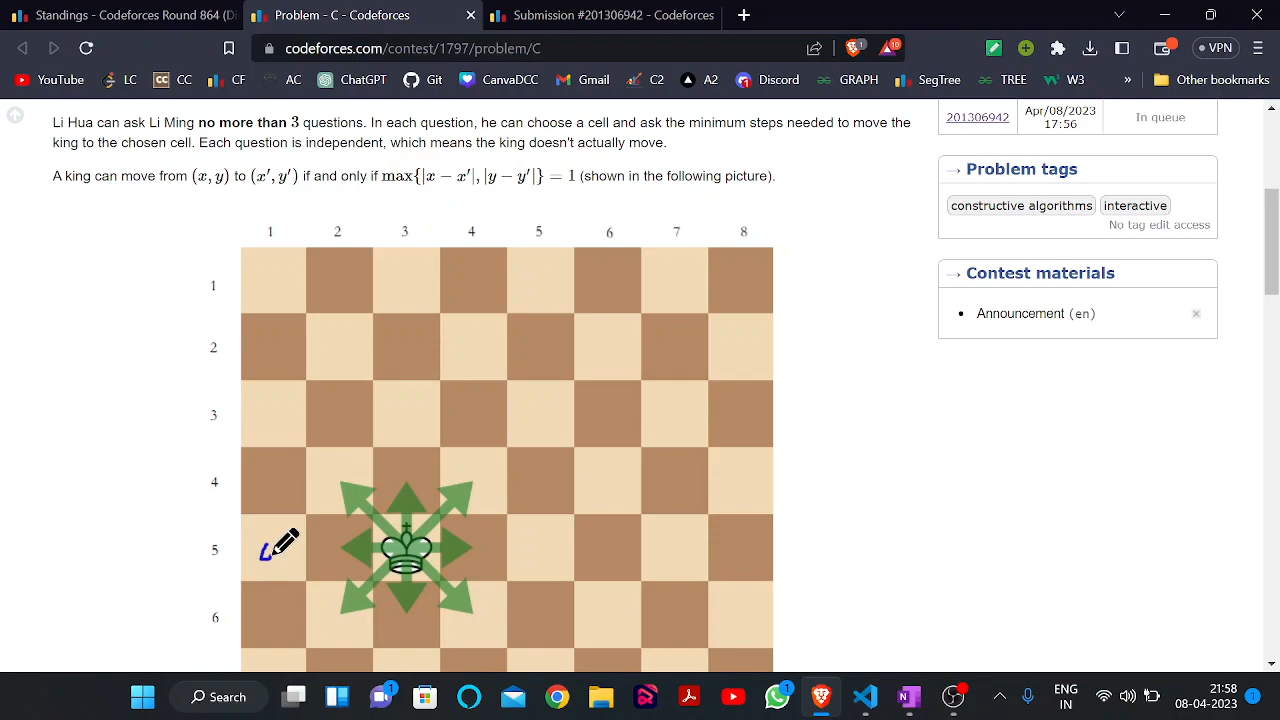 Standings - Codeforces Round 864 (Di
Problem - C - Codeforces
Submission #201306942 - Codeforces
codeforces.com/contest/1797/problem/C
1
10
VPN
YouTube
LC
CC
CC
CF
AC
ChatGPT
Git
CanvaDCC
Gmail
C2
A2
Discord
GRAPH
SegTree
TREE
W3
»
Other bookmarks
Li Hua can ask Li Ming no more than 3 questions. In each question, he can choose a cell and ask the minimum steps needed to move the
king to the chosen cell. Each question is independent, which means the king doesn't actually move.
A king can move from (x, y) to (x′, y′) if and only if max{|x − x′|, |y − y′|} = 1 (shown in the following picture).
1 2 3 4 5 6 7 8
1
2
3
4
5
6
201306942
Apr/08/2023
17:56
In queue
→ Problem tags
constructive algorithms
interactive
No tag edit access
→ Contest materials
Announcement (en)
Search
1
1
ENG
IN
21:58
08-04-2023
1